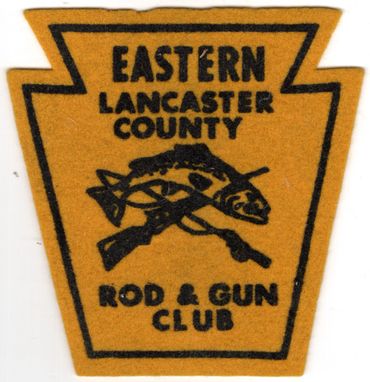 EASTERN
LANCASTER
COUNTY
ROD & GUN
CLUB